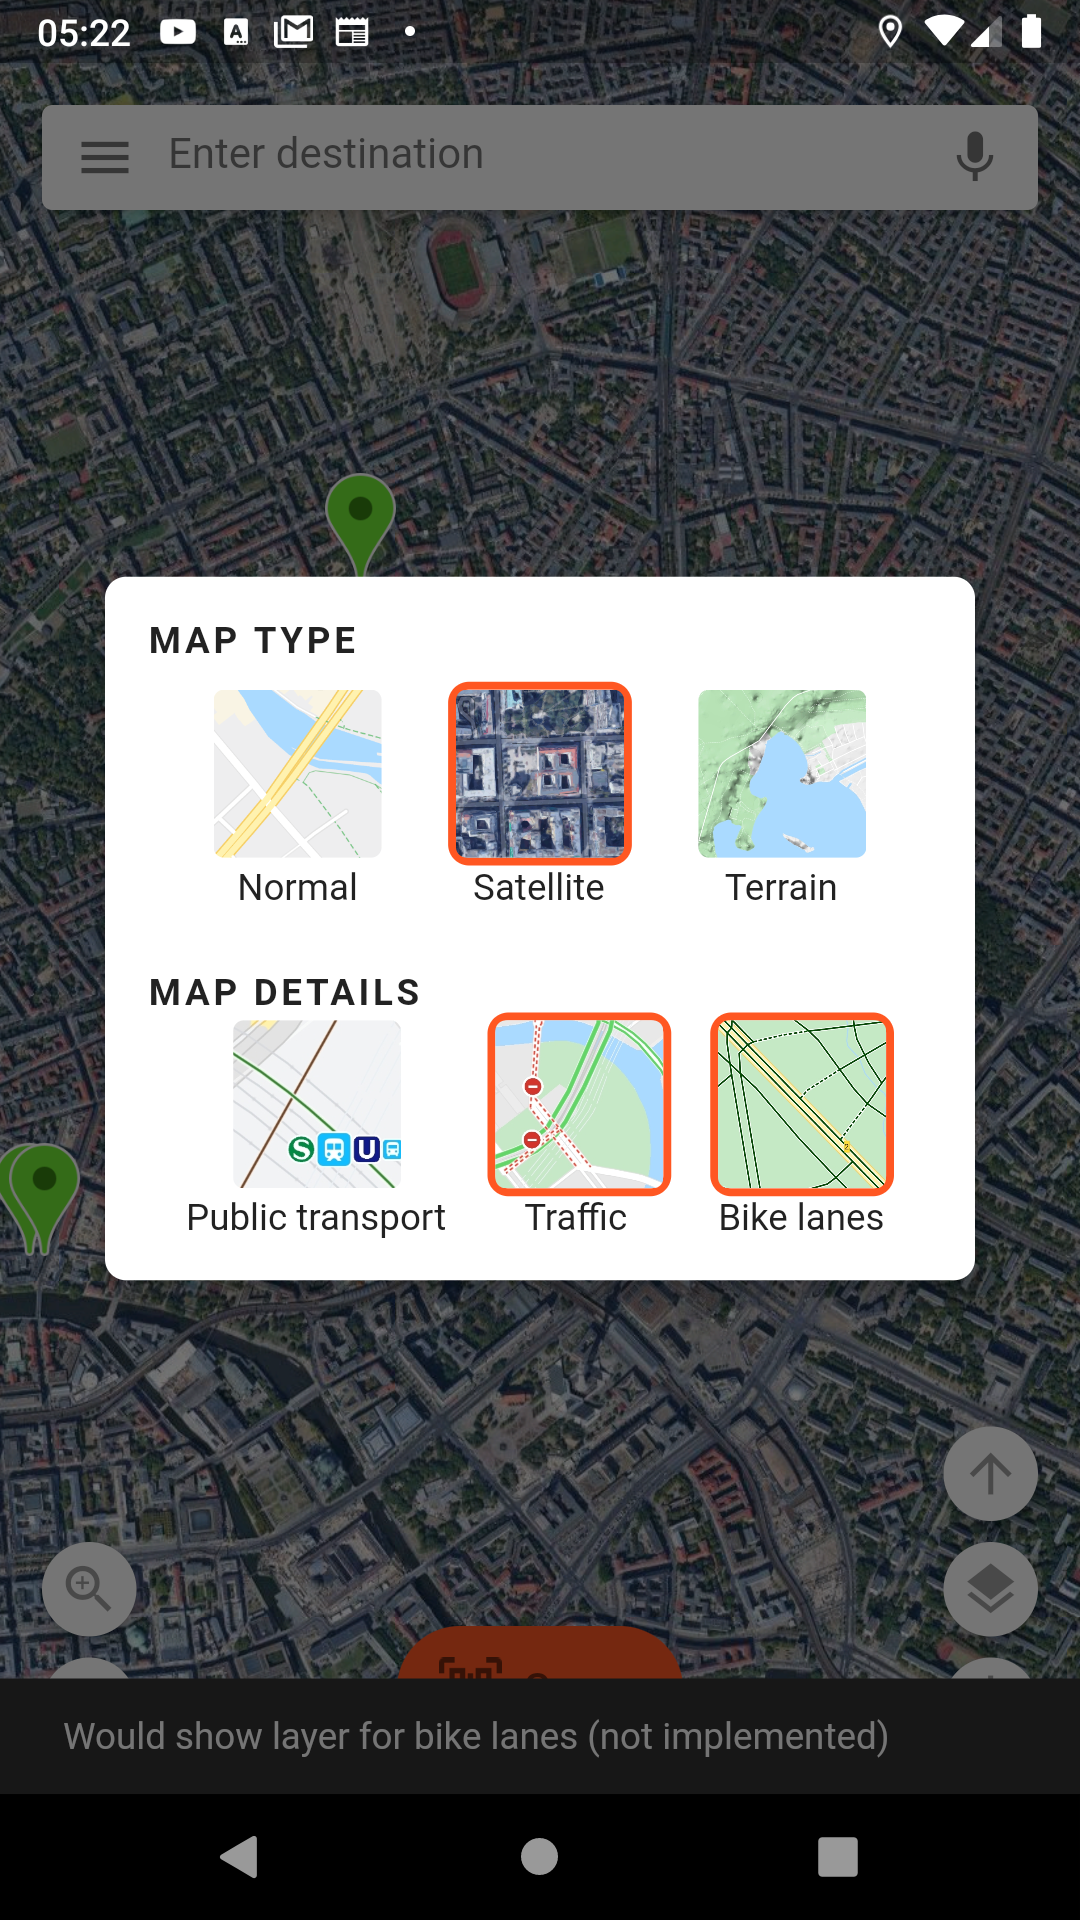 05:22
Enter destination
MAP TYPE
Normal
Satellite
Terrain
MAP DETAILS
S U
Public transport
Traffic
Bike lanes
Would show layer for bike lanes (not implemented)